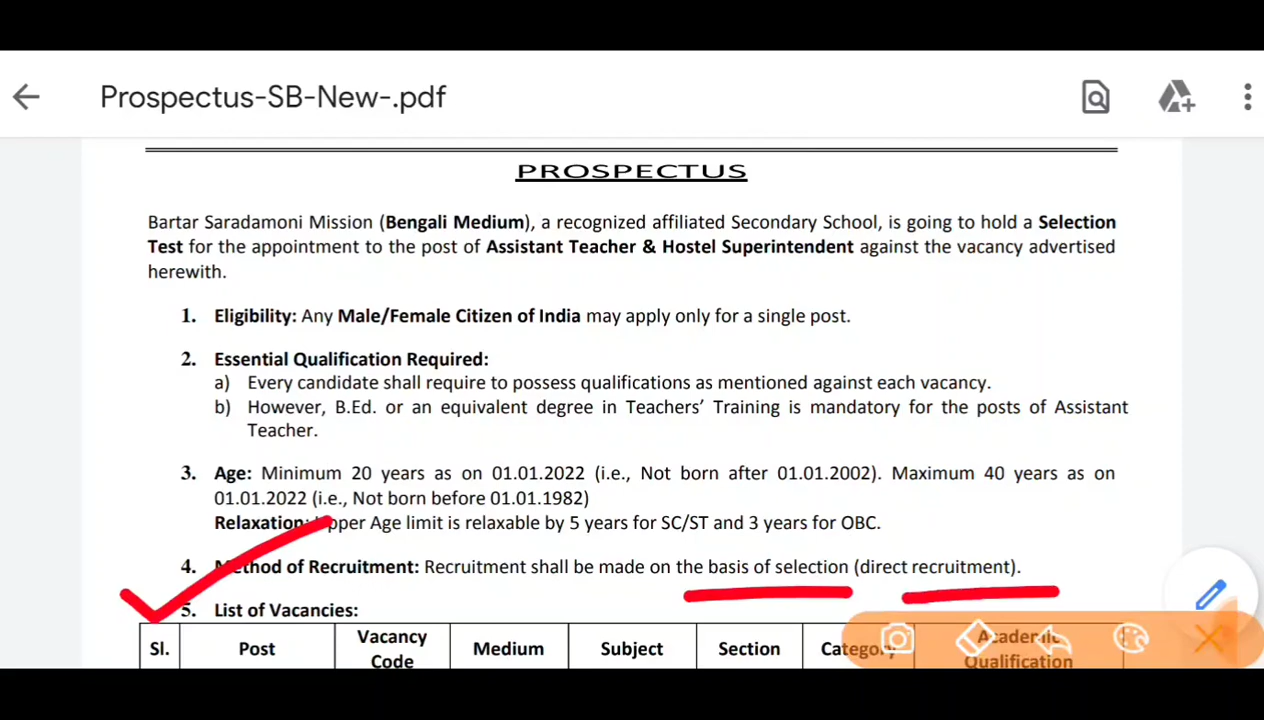 Prospectus-SB-New-.pdf
PROSPECTUS
Bartar Saradamoni Mission (Bengali Medium), a recognized affiliated Secondary School, is going to hold a Selection
Test for the appointment to the post of Assistant Teacher & Hostel Superintendent against the vacancy advertised
herewith.
1. Eligibility: Any Male/Female Citizen of India may apply only for a single post.
2. Essential Qualification Required:
a) Every candidate shall require to possess qualifications as mentioned against each vacancy.
b) However, B.Ed. or an equivalent degree in Teachers’ Training is mandatory for the posts of Assistant
Teacher.
3. Age: Minimum 20 years as on 01.01.2022 (i.e., Not born after 01.01.2002). Maximum 40 years as on
01.01.2022 (i.e., Not born before 01.01.1982)
Relaxation: Upper Age limit is relaxable by 5 years for SC/ST and 3 years for OBC.
4. Method of Recruitment: Recruitment shall be made on the basis of selection (direct recruitment).
5. List of Vacancies:
Sl. Post Vacancy Code Medium Subject Section Category Academic Qualification